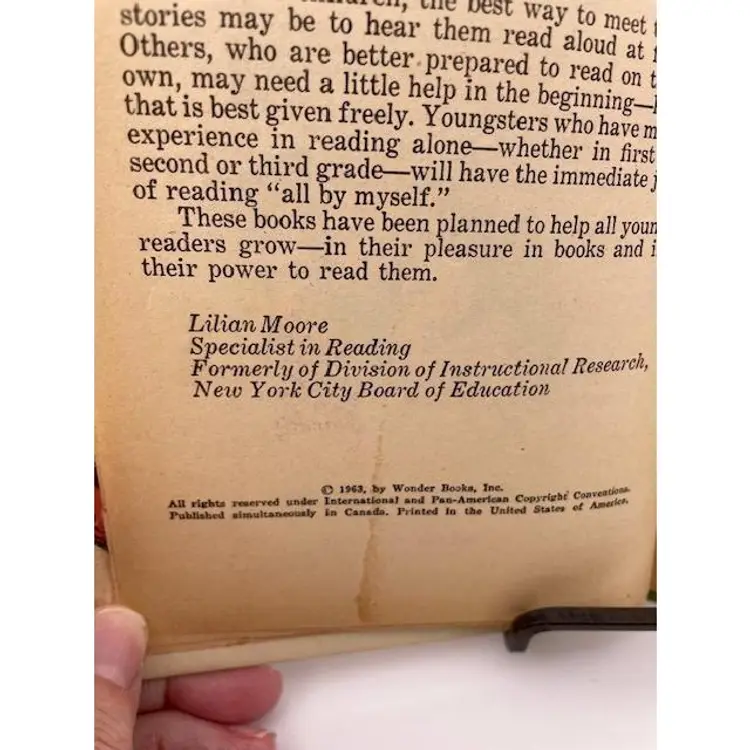 the best way to meet
stories may be to hear them read aloud at
Others, who are better prepared to read on
own, may need a little help in the beginning—
that is best given freely. Youngsters who have
experience in reading alone—whether in first
second or third grade—will have the immediate
of reading "all by myself."
These books have been planned to help all
readers grow—in their pleasure in books and
their power to read them.
Lilian Moore
Specialist in Reading
Formerly of Division of Instructional Research,
New York City Board of Education
© 1963, by Wonder Books, Inc.
All rights reserved under International and Pan-American Copyright Conventions.
Published simultaneously in Canada. Printed in the United States of America.